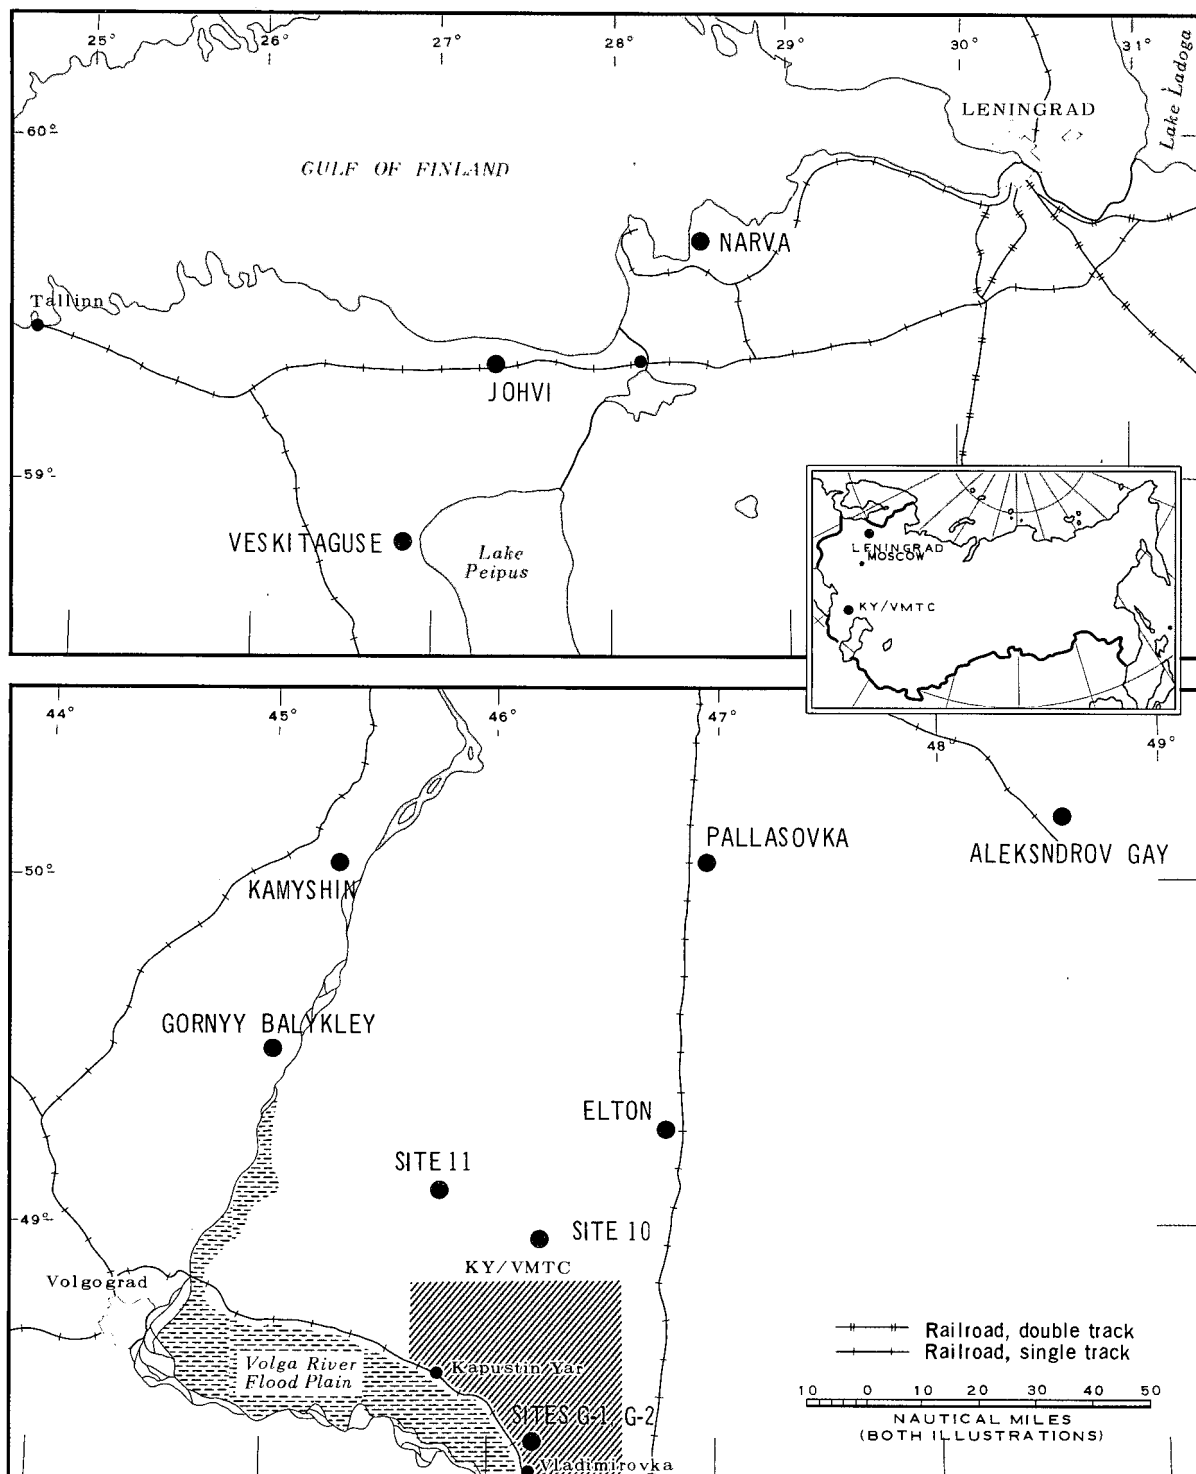 25° 26° 27° 28° 29° 30° 31°
Lake Ladoga
LENINGRAD
60°
GULF OF FINLAND
NARVA
Tallinn
JOHVI
59°
VESKITAGUSE
Lake
Peipus
LENINGRAD
MOSCOW
KY/VMTC
44° 45° 46° 47° 48° 49°
PALLASOVKA
ALEKSNDROV GAY
50°
KAMYSHIN
GORNYY BALYKLEY
ELTON
SITE 11
49°
SITE 10
KY/VMTC
Volgograd
Volga River
Flood Plain
Kapustin Yar
SITES G-1, G-2
Vladimirovka
Railroad, double track
Railroad, single track
10 0 10 20 30 40 50
NAUTICAL MILES
(BOTH ILLUSTRATIONS)